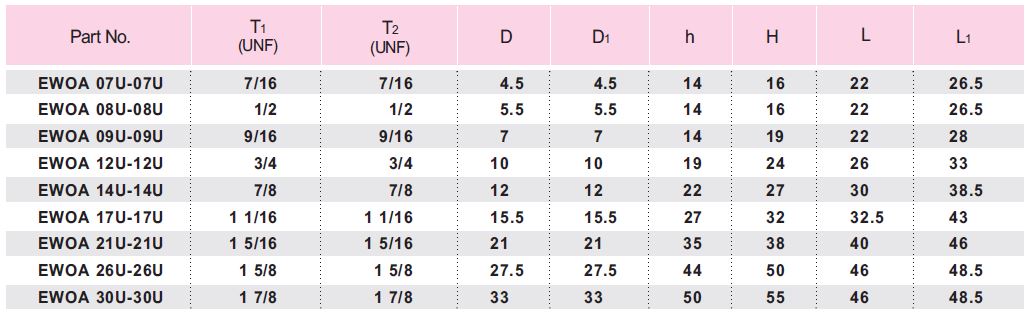 Part No. T1 (UNF) T2 (UNF) D D1 h H L L1
EWOA 07U-07U 7/16 7/16 4.5 4.5 14 16 22 26.5
EWOA 08U-08U 1/2 1/2 5.5 5.5 14 16 22 26.5
EWOA 09U-09U 9/16 9/16 7 7 14 19 22 28
EWOA 12U-12U 3/4 3/4 10 10 19 24 26 33
EWOA 14U-14U 7/8 7/8 12 12 22 27 30 38.5
EWOA 17U-17U 1 1/16 1 1/16 15.5 15.5 27 32 32.5 43
EWOA 21U-21U 1 5/16 1 5/16 21 21 35 38 40 46
EWOA 26U-26U 1 5/8 1 5/8 27.5 27.5 44 50 46 48.5
EWOA 30U-30U 1 7/8 1 7/8 33 33 50 55 46 48.5